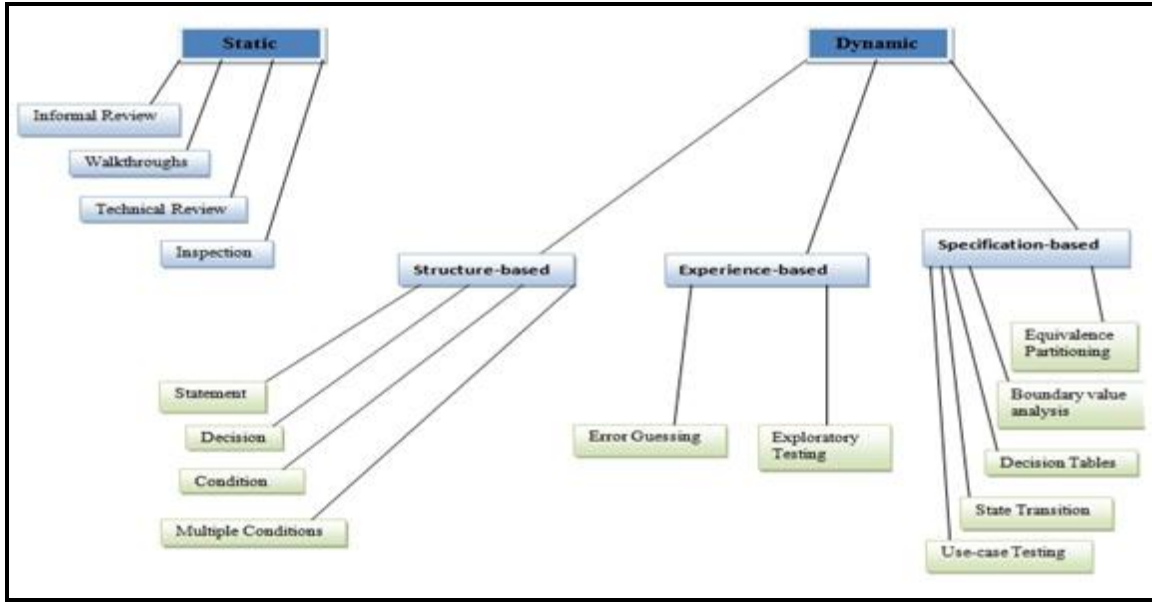 Static
Dynamic
Informal Review
Walkthroughs
Technical Review
Inspection
Structure-based
Experience-based
Specification-based
Statement
Decision
Condition
Multiple Conditions
Error Guessing
Exploratory
Testing
Equivalence
Partitioning
Boundary value
analysis
Decision Tables
State Transition
Use-case Testing